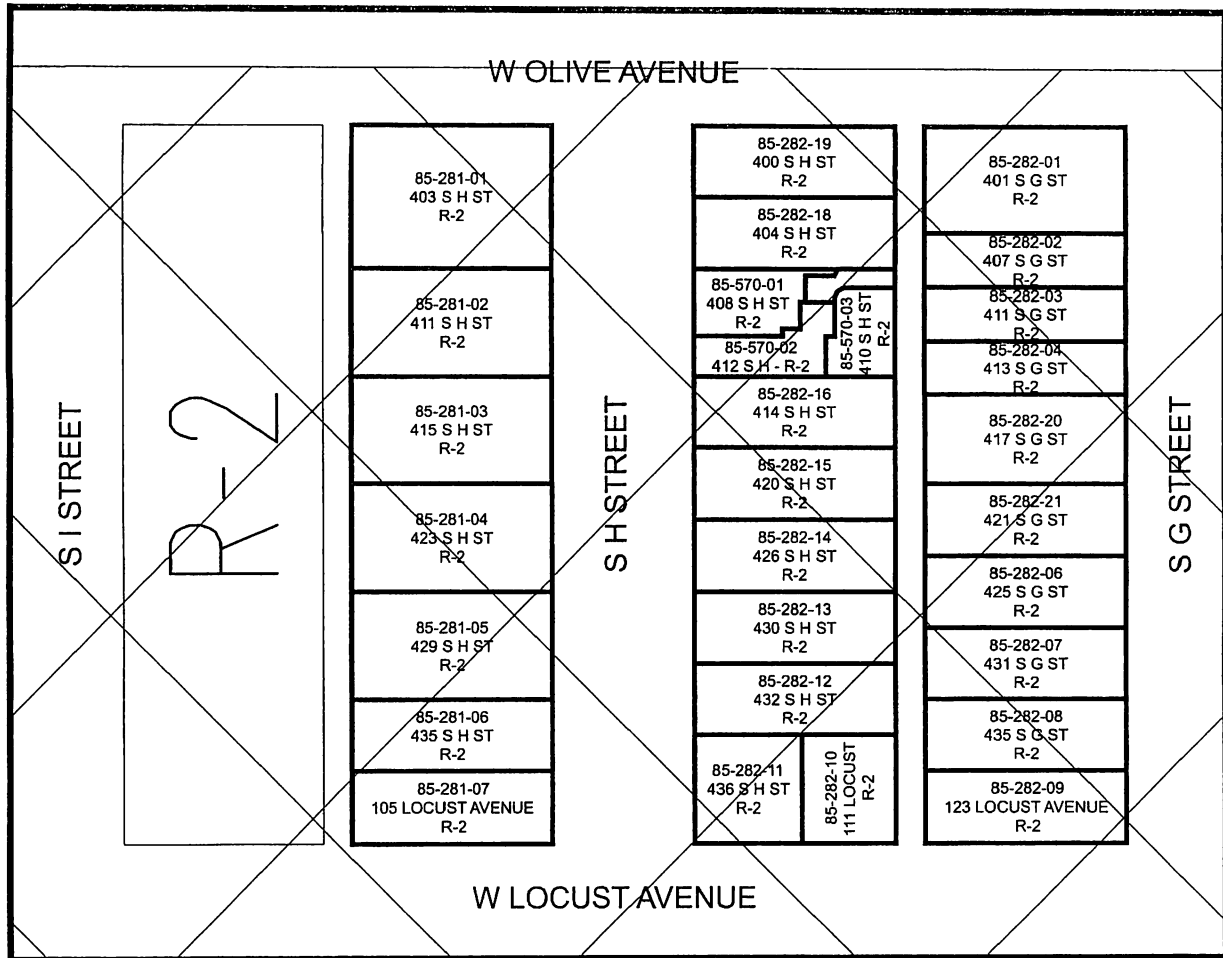 W OLIVE AVENUE
S I STREET
R-2
85-281-01
403 S H ST
R-2
85-281-02
411 S H ST
R-2
85-281-03
415 S H ST
R-2
85-281-04
423 S H ST
R-2
85-281-05
429 S H ST
R-2
85-281-06
435 S H ST
R-2
85-281-07
105 LOCUST AVENUE
R-2
S H STREET
85-282-19
400 S H ST
R-2
85-282-18
404 S H ST
R-2
85-570-01
408 S H ST
R-2
85-570-02
412 S H - R-2
85-570-03
410 S H ST
R-2
85-282-16
414 S H ST
R-2
85-282-15
420 S H ST
R-2
85-282-14
426 S H ST
R-2
85-282-13
430 S H ST
R-2
85-282-12
432 S H ST
R-2
85-282-11
436 S H ST
R-2
85-282-10
111 LOCUST
R-2
85-282-01
401 S G ST
R-2
85-282-02
407 S G ST
R-2
85-282-03
411 S G ST
R-2
85-282-04
413 S G ST
R-2
85-282-20
417 S G ST
R-2
85-282-21
421 S G ST
R-2
85-282-06
425 S G ST
R-2
85-282-07
431 S G ST
R-2
85-282-08
435 S G ST
R-2
85-282-09
123 LOCUST AVENUE
R-2
S G STREET
W LOCUST AVENUE